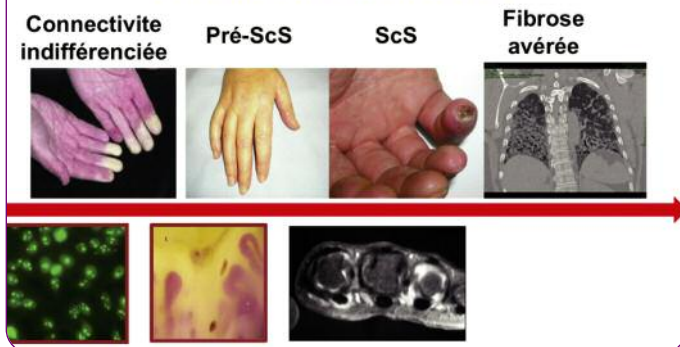 Connectivite
indifférenciée
Pré-ScS
ScS
Fibrose
avérée